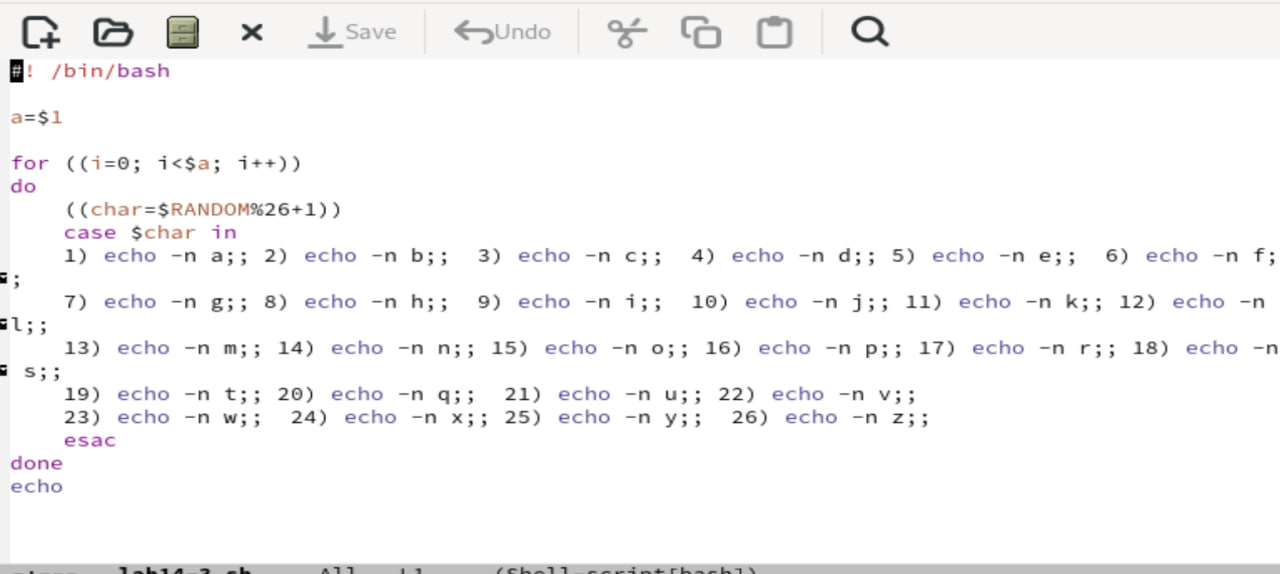 Save Undo
#! /bin/bash
a=$1
for ((i=0; i<$a; i++))
do
((char=$RANDOM%26+1))
case $char in
1) echo -n a;; 2) echo -n b;; 3) echo -n c;; 4) echo -n d;; 5) echo -n e;; 6) echo -n f;
;
7) echo -n g;; 8) echo -n h;; 9) echo -n i;; 10) echo -n j;; 11) echo -n k;; 12) echo -n
l;;
13) echo -n m;; 14) echo -n n;; 15) echo -n o;; 16) echo -n p;; 17) echo -n r;; 18) echo -n
s;;
19) echo -n t;; 20) echo -n q;; 21) echo -n u;; 22) echo -n v;;
23) echo -n w;; 24) echo -n x;; 25) echo -n y;; 26) echo -n z;;
esac
done
echo
lab14-3.sh All L1 (Shell-script[bash])